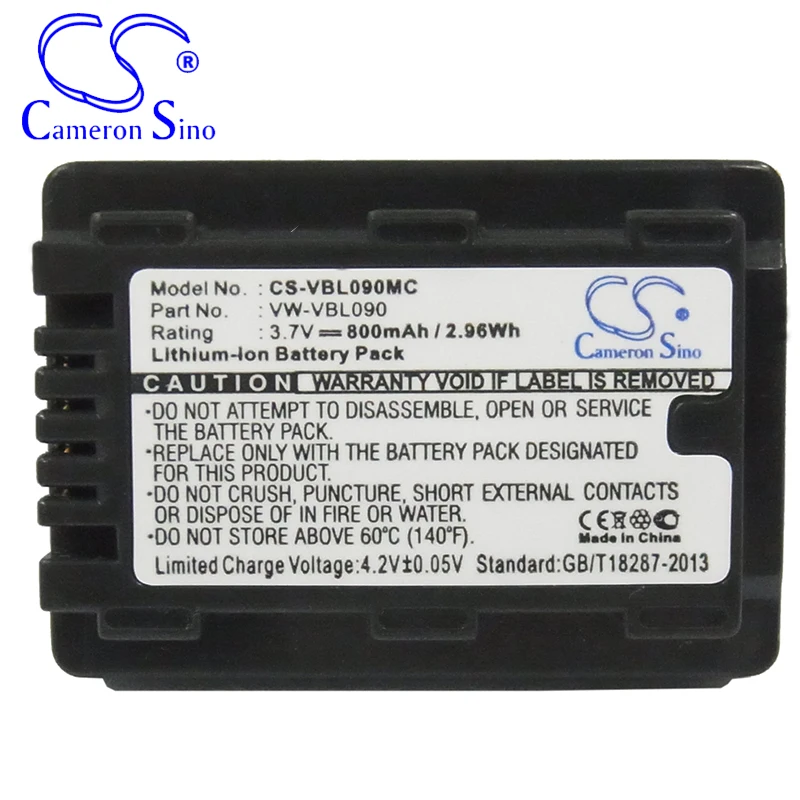 CS®
Cameron Sino
Model No. : CS-VBL090MC
Part No. : VW-VBL090
Rating : 3.7V⎓800mAh / 2.96Wh
Lithium-Ion Battery Pack
CS
Cameron Sino
CAUTION WARRANTY VOID IF LABEL IS REMOVED
•DO NOT ATTEMPT TO DISASSEMBLE, OPEN OR SERVICE
THE BATTERY PACK.
•REPLACE ONLY WITH THE BATTERY PACK DESIGNATED
FOR THIS PRODUCT.
•DO NOT CRUSH, PUNCTURE, SHORT EXTERNAL CONTACTS
OR DISPOSE OF IN FIRE OR WATER.
•DO NOT STORE ABOVE 60°C (140°F).
CE
Made in China
Limited Charge Voltage:4.2V±0.05V Standard:GB/T18287-2013